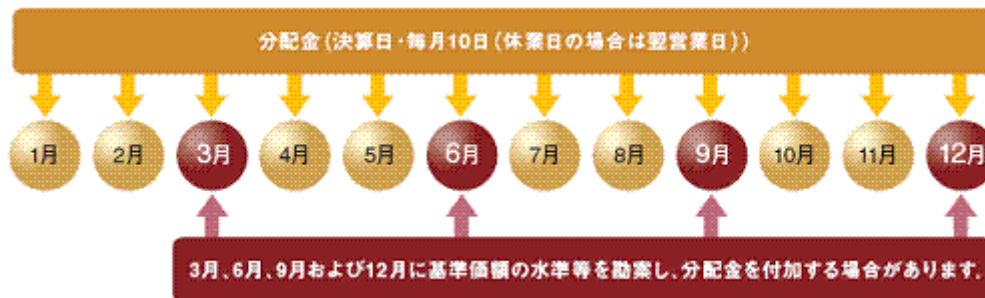 分配金(決算日・毎月10日(休業日の場合は翌営業日))
1月 2月 3月 4月 5月 6月 7月 8月 9月 10月 11月 12月
3月、6月、9月および12月に基準価額の水準等を勘案し、分配金を付加する場合があります。